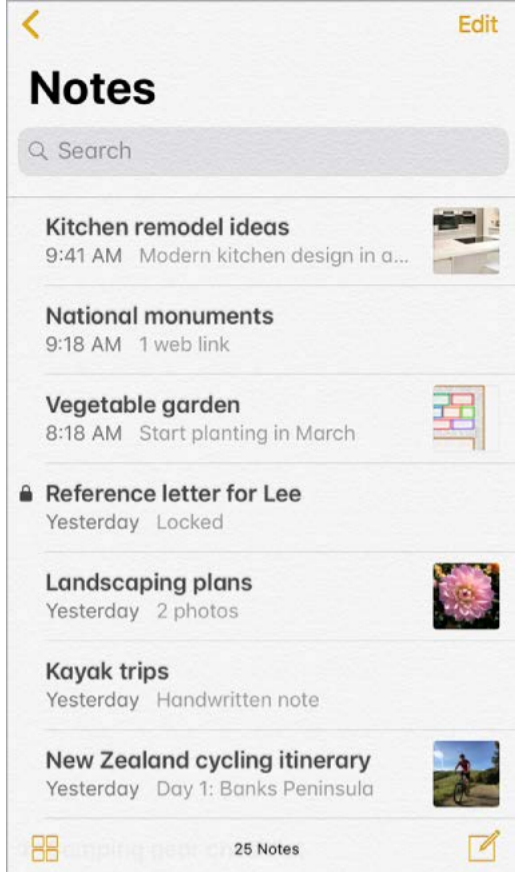 Edit
Notes
Search
Kitchen remodel ideas
9:41 AM Modern kitchen design in a...
National monuments
9:18 AM 1 web link
Vegetable garden
8:18 AM Start planting in March
Reference letter for Lee
Yesterday Locked
Landscaping plans
Yesterday 2 photos
Kayak trips
Yesterday Handwritten note
New Zealand cycling itinerary
Yesterday Day 1: Banks Peninsula
25 Notes